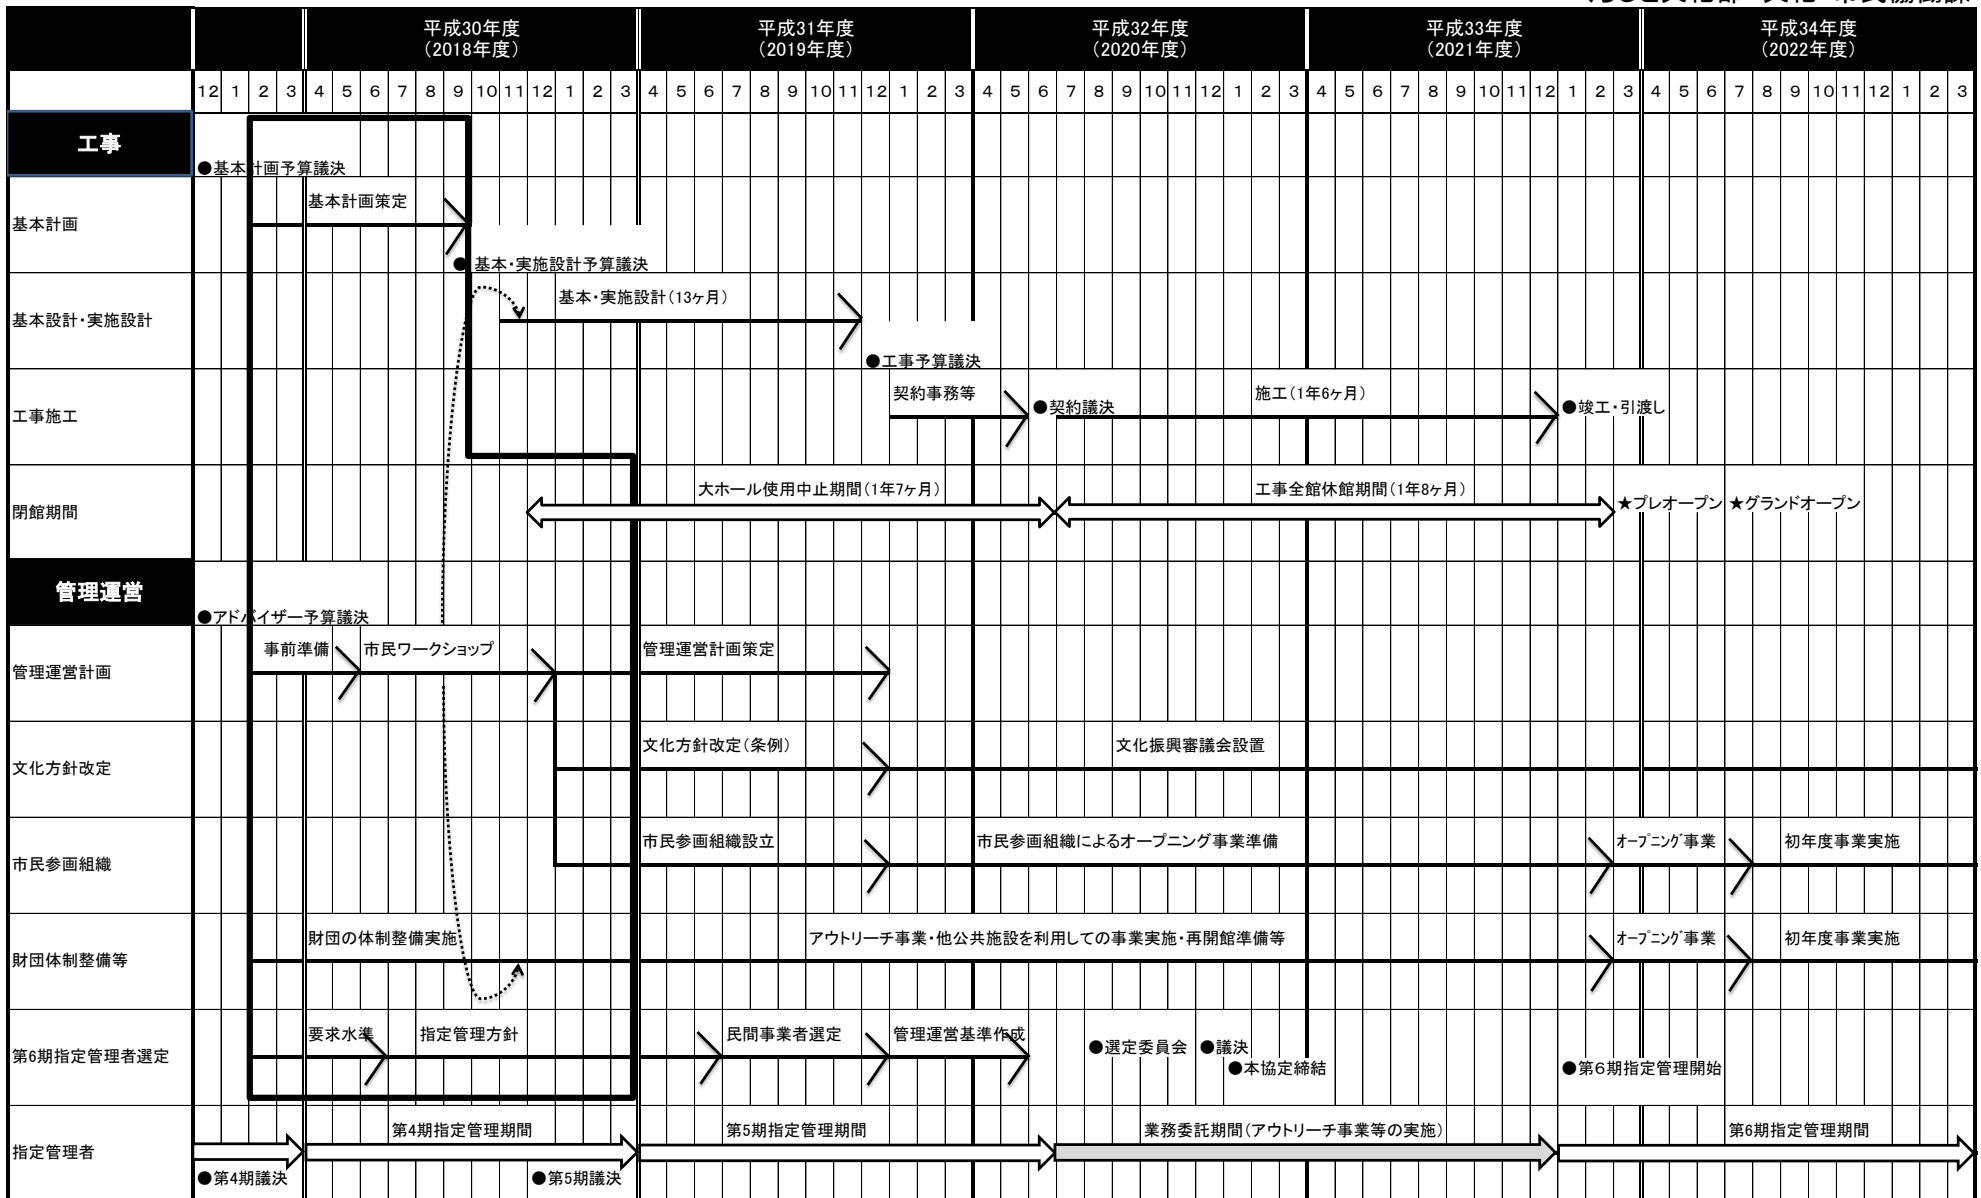 平成30年度
(2018年度)
平成31年度
(2019年度)
平成32年度
(2020年度)
平成33年度
(2021年度)
平成34年度
(2022年度)
12 1 2 3 4 5 6 7 8 9 10 11 12 1 2 3 4 5 6 7 8 9 10 11 12 1 2 3 4 5 6 7 8 9 10 11 12 1 2 3 4 5 6 7 8 9 10 11 12 1 2 3 4 5 6 7 8 9 10 11 12 1 2 3
工事
●基本計画予算議決
基本計画
基本計画策定
● 基本・実施設計予算議決
基本設計・実施設計
基本・実施設計(13ヶ月)
●工事予算議決
工事施工
契約事務等
●契約議決
施工(1年6ヶ月)
●竣工・引渡し
閉館期間
大ホール使用中止期間(1年7ヶ月)
工事全館休館期間(1年8ヶ月)
★プレオープン ★グランドオープン
管理運営
●アドバイザー予算議決
管理運営計画
事前準備
市民ワークショップ
管理運営計画策定
文化方針改定
文化方針改定(条例)
文化振興審議会設置
市民参画組織
市民参画組織設立
市民参画組織によるオープニング事業準備
オープニング事業
初年度事業実施
財団体制整備等
財団の体制整備実施
アウトリーチ事業・他公共施設を利用しての事業実施・再開館準備等
オープニング事業
初年度事業実施
第6期指定管理者選定
要求水準
指定管理方針
民間事業者選定
管理運営基準作成
●選定委員会
●議決
●本協定締結
●第6期指定管理開始
指定管理者
第4期指定管理期間
第5期指定管理期間
業務委託期間(アウトリーチ事業等の実施)
第6期指定管理期間
●第4期議決
●第5期議決